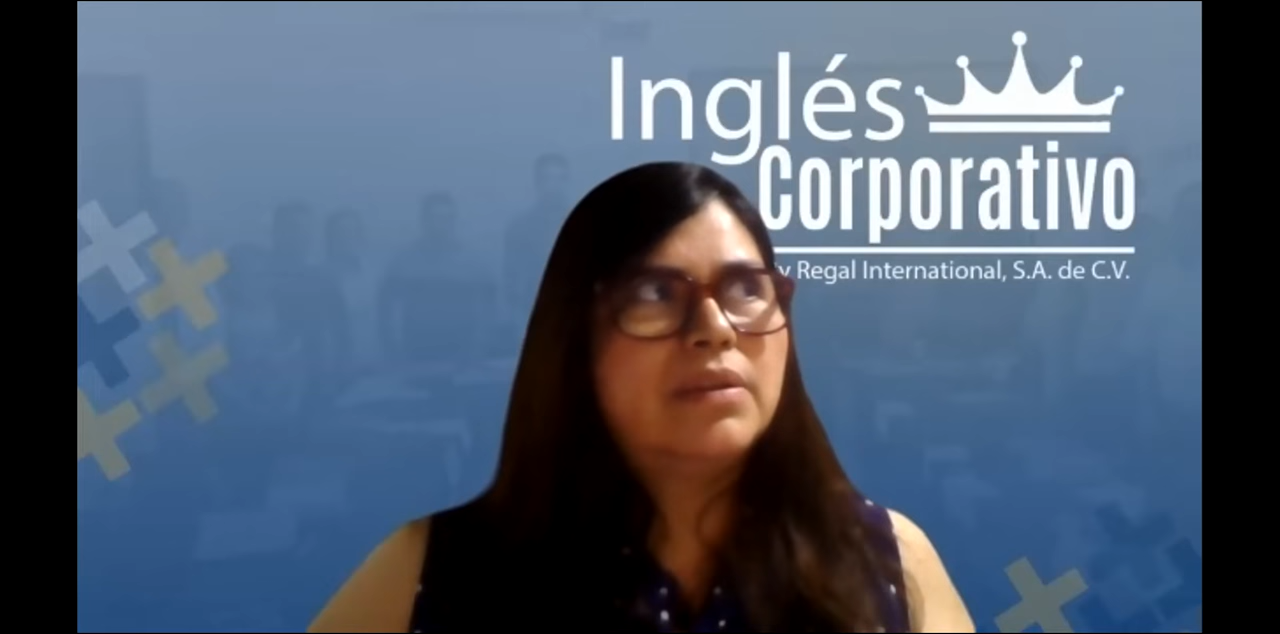 Inglés
Corporativo
y Regal International, S.A. de C.V.